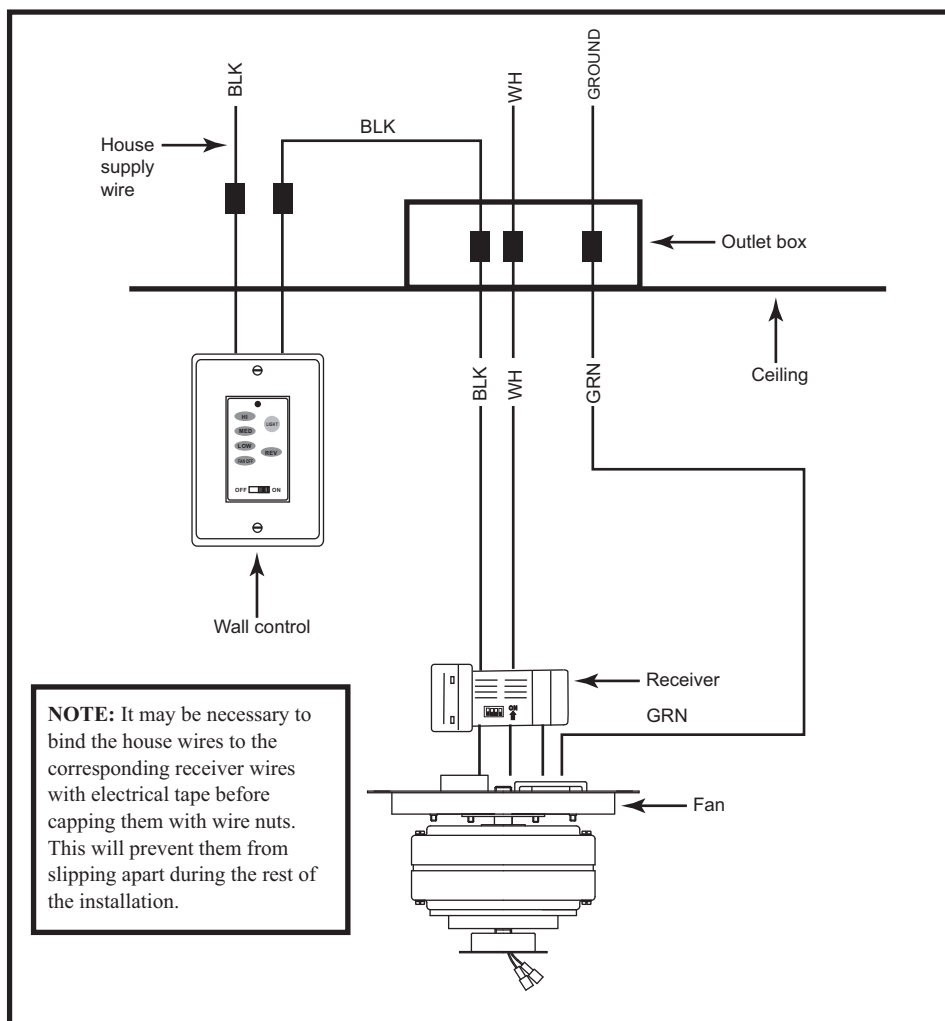 BLK
WH
GROUND
House
supply
wire
BLK
Outlet box
BLK
WH
GRN
Ceiling
HI
LIGHT
MED
LOW
REV
FAN OFF
OFF ON
Wall control
Receiver
ON
GRN
NOTE: It may be necessary to
bind the house wires to the
corresponding receiver wires
with electrical tape before
capping them with wire nuts.
This will prevent them from
slipping apart during the rest of
the installation.
Fan